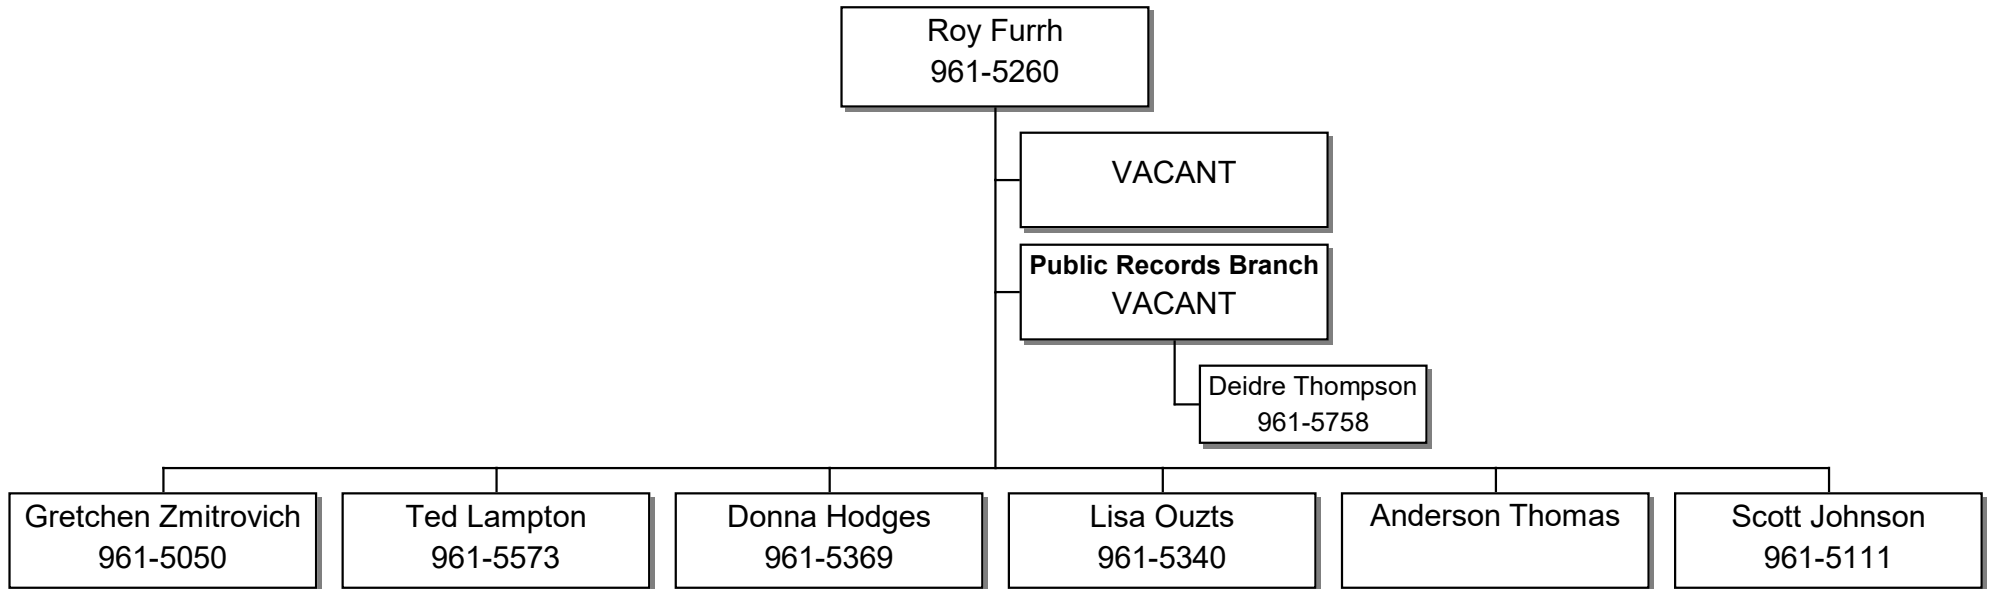 Roy Furrh
961-5260
VACANT
Public Records Branch
VACANT
Deidre Thompson
961-5758
Gretchen Zmitrovich
961-5050
Ted Lampton
961-5573
Donna Hodges
961-5369
Lisa Ouzts
961-5340
Anderson Thomas
Scott Johnson
961-5111